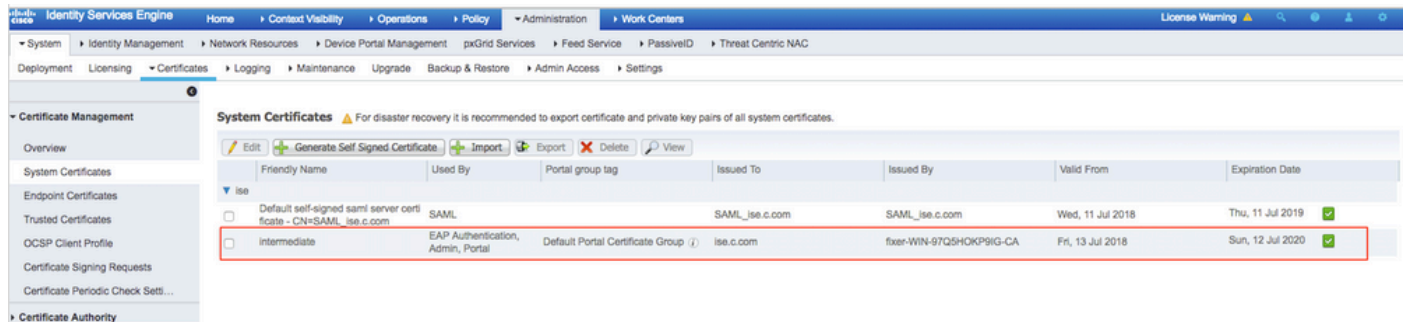 cisco Identity Services Engine Home Context Visibility Operations Policy Administration Work Centers License Warning
System Identity Management Network Resources Device Portal Management pxGrid Services Feed Service PassiveID Threat Centric NAC
Deployment Licensing Certificates Logging Maintenance Upgrade Backup & Restore Admin Access Settings
Certificate Management
Overview
System Certificates
Endpoint Certificates
Trusted Certificates
OCSP Client Profile
Certificate Signing Requests
Certificate Periodic Check Setti...
Certificate Authority
System Certificates For disaster recovery it is recommended to export certificate and private key pairs of all system certificates.
Edit Generate Self Signed Certificate Import Export Delete View
Friendly Name Used By Portal group tag Issued To Issued By Valid From Expiration Date
ise
Default self-signed saml server certi
ficate - CN=SAML_ise.c.com SAML SAML_ise.c.com SAML_ise.c.com Wed, 11 Jul 2018 Thu, 11 Jul 2019
intermediate EAP Authentication,
Admin, Portal Default Portal Certificate Group ise.c.com fixer-WIN-97Q5HOKP9IG-CA Fri, 13 Jul 2018 Sun, 12 Jul 2020